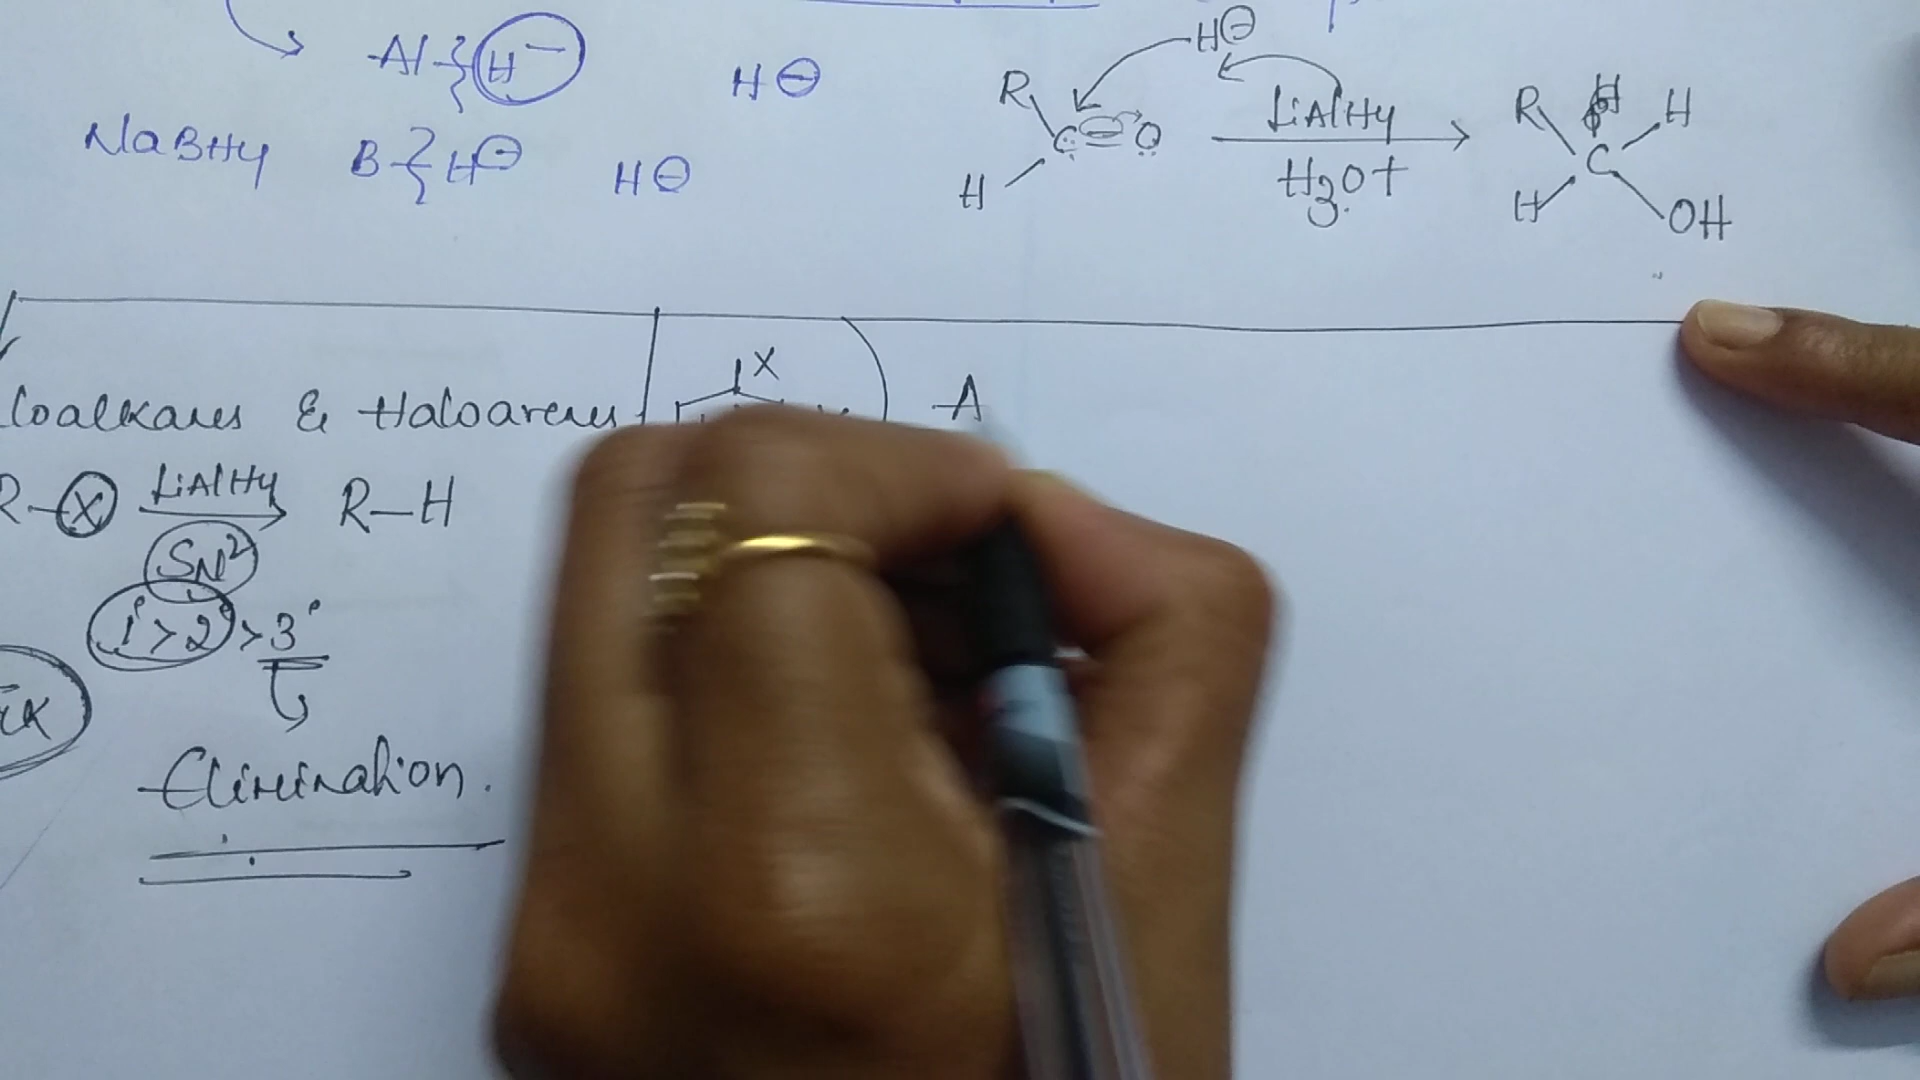 Al H⁻ H⊖
NaBH4 B H⊖ H⊖
H⊖
R C=O H
LiAlH4
H3O+
R H C H OH
loalkanes & Haloarenes
X
A
R-X LiAlH4 R-H
SN2
1°>2°>3°
Elimination.